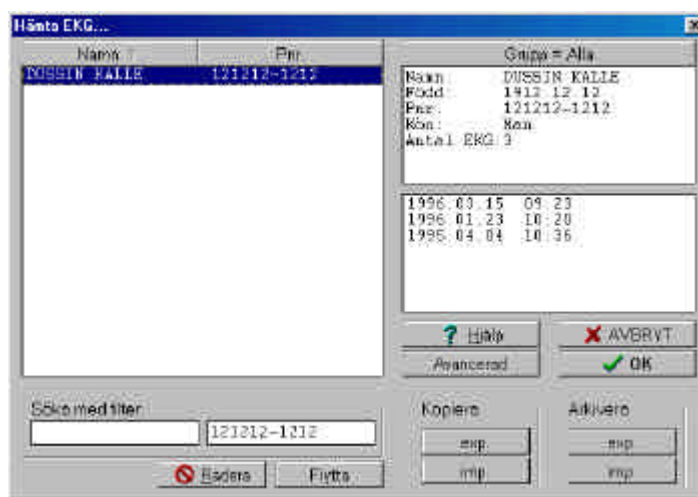 Hämta EKG...
Namn
Pnr
DUSSIN KALLE 121212-1212
Grupp = Alla
Namn: DUSSIN KALLE
Född: 1912.12.12
Pnr: 121212-1212
Kön: Man
Antal EKG: 3
1996.03.15 09:23
1996.01.23 10:20
1995.04.04 10:36
? Hjälp
AVBRYT
Avancerad
OK
Söka med filter
121212-1212
Radera
Flytta
Kopiera
exp
imp
Arkivera
exp
imp